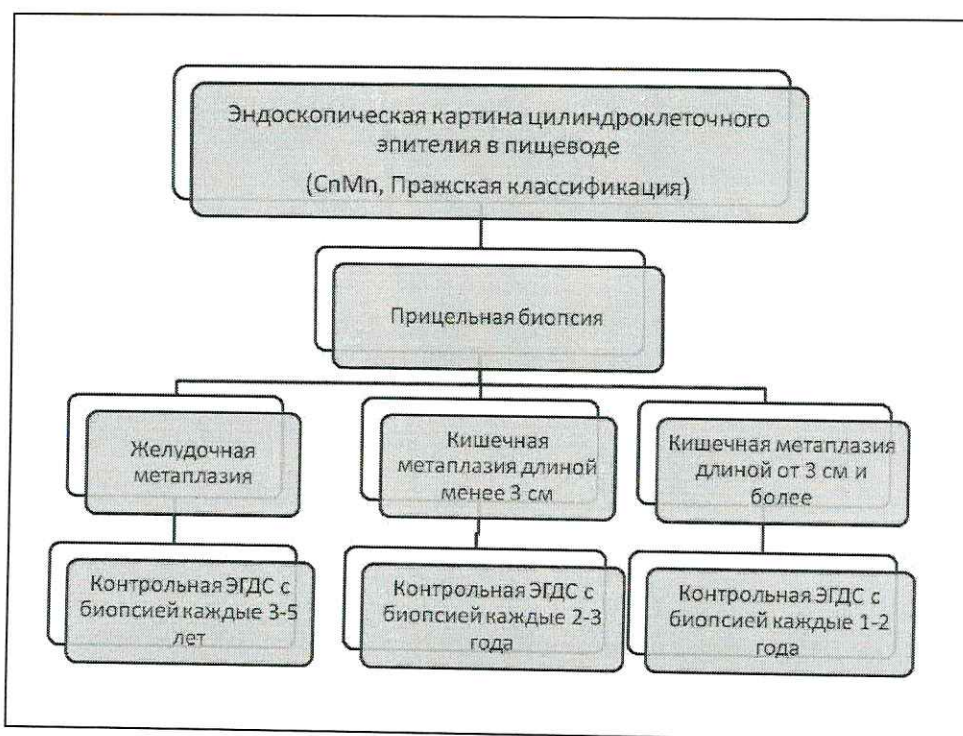 Эндоскопическая картина цилиндроклеточного
эпителия в пищеводе
(CnMn, Пражская классификация)
Прицельная биопсия
Желудочная
метаплазия
Кишечная
метаплазия длиной
менее 3 см
Кишечная метаплазия
длиной от 3 см и
более
Контрольная ЭГДС с
биопсией каждые 3-5
лет
Контрольная ЭГДС с
биопсией каждые 2-3
года
Контрольная ЭГДС с
биопсией каждые 1-2
года